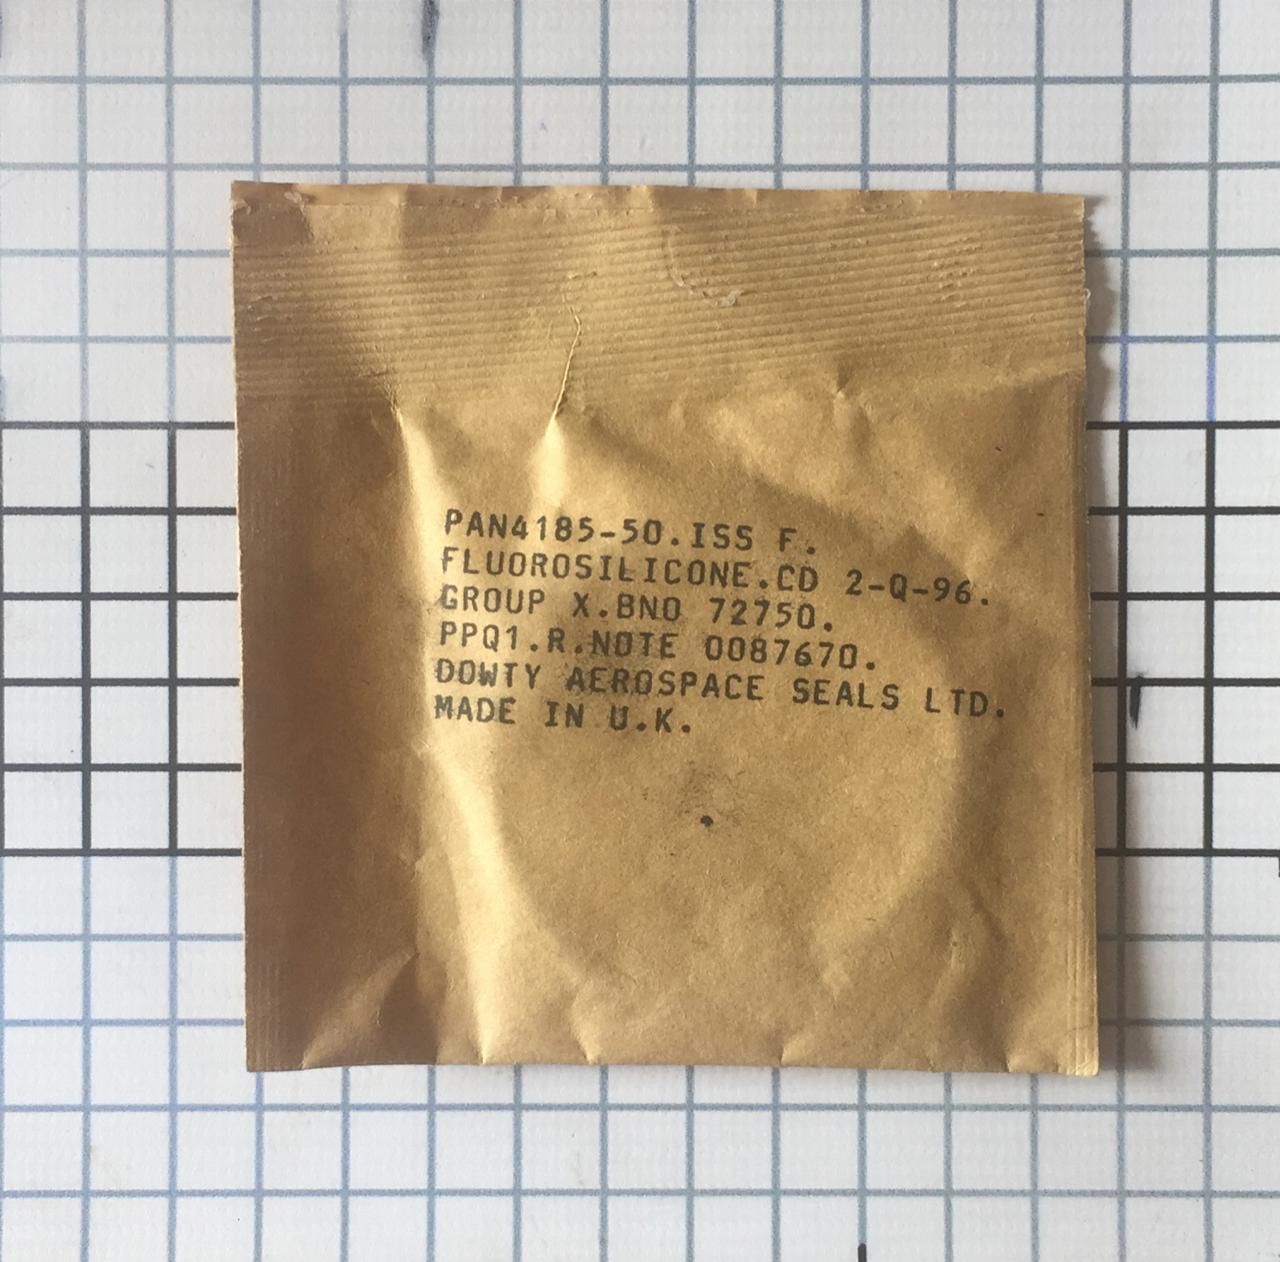 PAN4185-50.ISS F.
FLUOROSILICONE.CD 2-Q-96.
GROUP X.BNO 72750.
PPQ1.R.NOTE 0087670.
DOWTY AEROSPACE SEALS LTD.
MADE IN U.K.